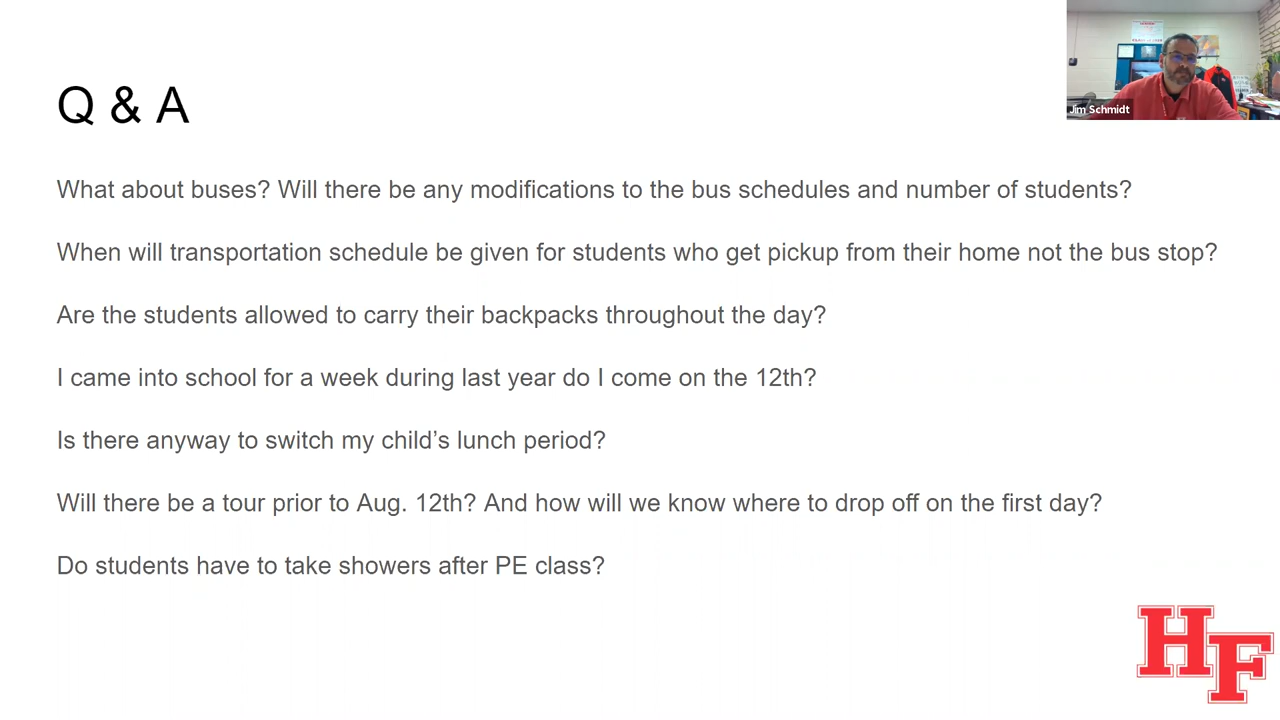 Q & A
Jim Schmidt
What about buses? Will there be any modifications to the bus schedules and number of students?
When will transportation schedule be given for students who get pickup from their home not the bus stop?
Are the students allowed to carry their backpacks throughout the day?
I came into school for a week during last year do I come on the 12th?
Is there anyway to switch my child’s lunch period?
Will there be a tour prior to Aug. 12th? And how will we know where to drop off on the first day?
Do students have to take showers after PE class?
HF